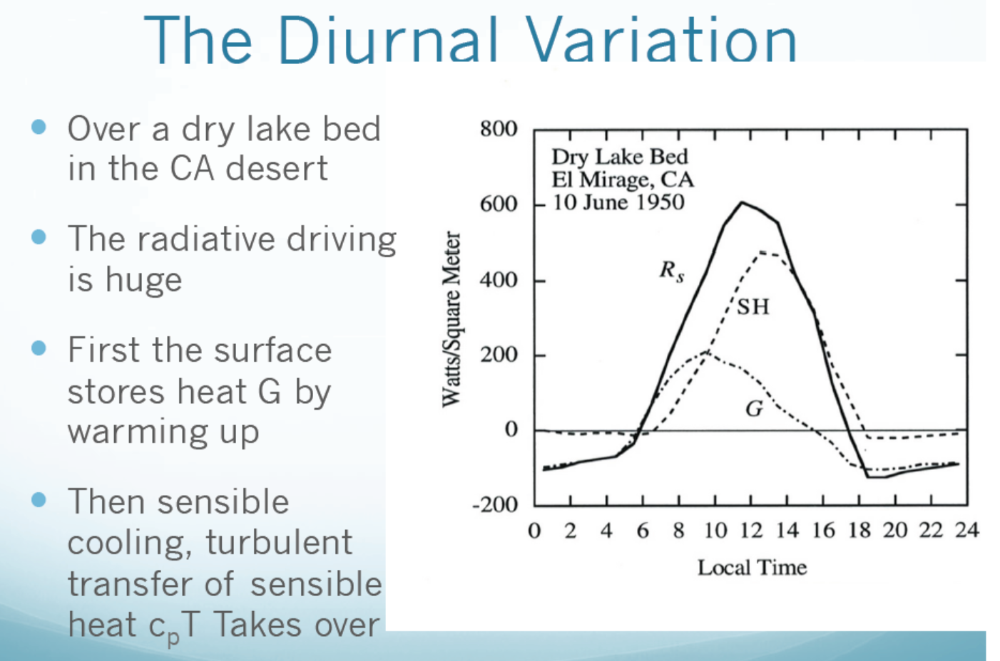 The Diurnal Variation
Over a dry lake bed
in the CA desert
The radiative driving
is huge
First the surface
stores heat G by
warming up
Then sensible
cooling, turbulent
transfer of sensible
heat cpT Takes over
800
600
400
200
0
-200
Watts/Square Meter
Dry Lake Bed
El Mirage, CA
10 June 1950
Rs
SH
G
0 2 4 6 8 10 12 14 16 18 20 22 24
Local Time